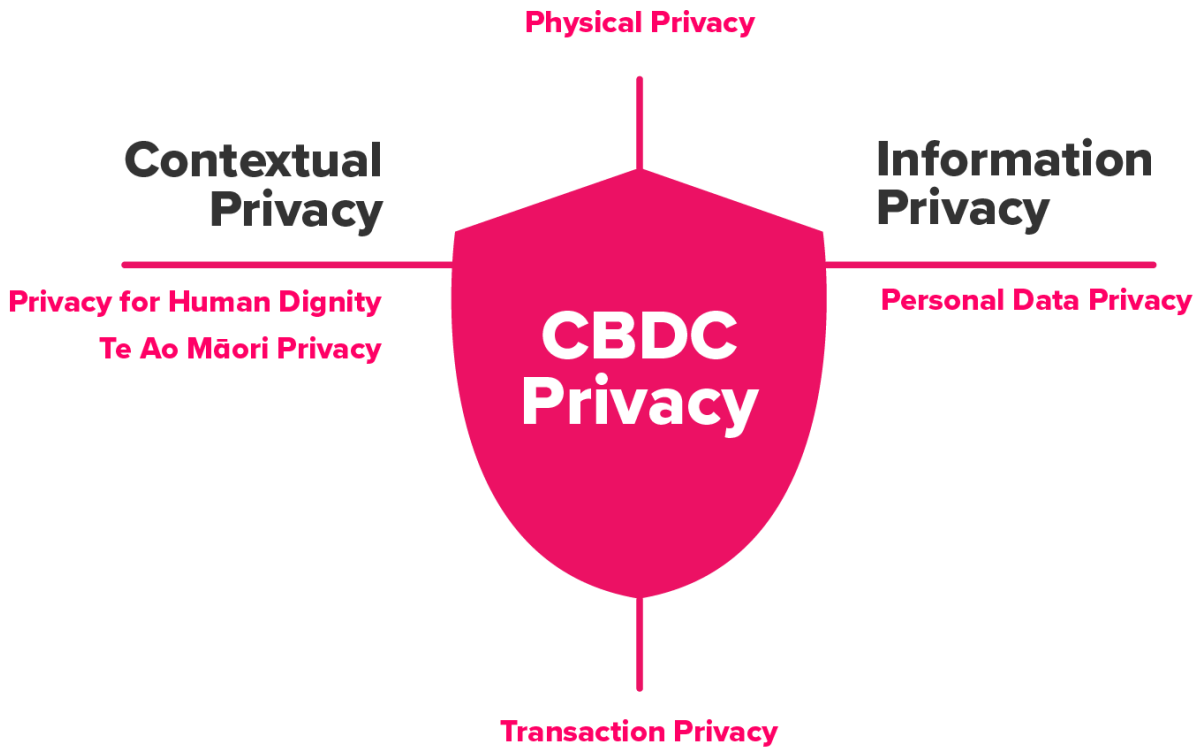 Physical Privacy
Contextual
Privacy
Privacy for Human Dignity
Te Ao Māori Privacy
CBDC
Privacy
Information
Privacy
Personal Data Privacy
Transaction Privacy